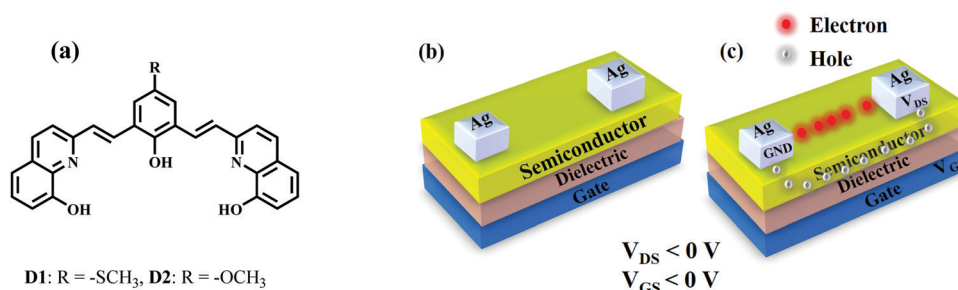 (a)
R
N
OH
N
OH
HO
D1: R = -SCH₃, D2: R = -OCH₃
(b)
Ag
Ag
Semiconductor
Dielectric
Gate
(c)
Electron
Hole
Ag
V_DS
Ag
GND
Semiconductor
Dielectric
Gate
V_G
V_DS < 0 V
V_GS < 0 V